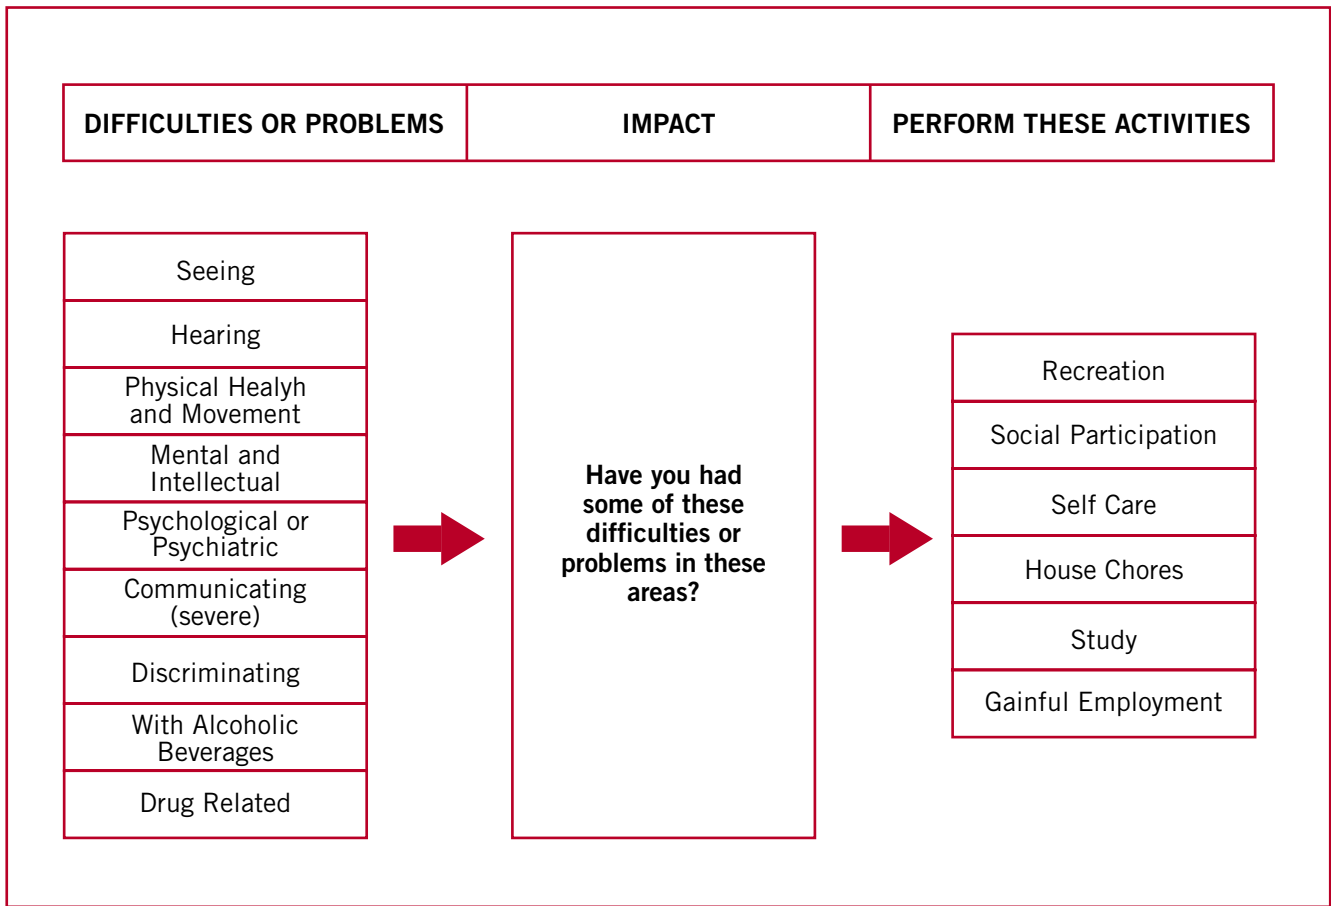 DIFFICULTIES OR PROBLEMS
IMPACT
PERFORM THESE ACTIVITIES
Seeing
Hearing
Physical Healyh
and Movement
Mental and
Intellectual
Psychological or
Psychiatric
Communicating
(severe)
Discriminating
With Alcoholic
Beverages
Drug Related
Have you had
some of these
difficulties or
problems in these
areas?
Recreation
Social Participation
Self Care
House Chores
Study
Gainful Employment